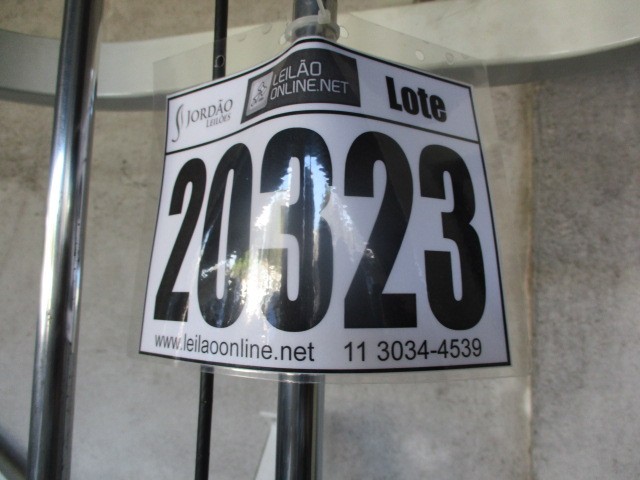 JORDÃO
LEILÕES
LEILÃO
ONLINE.NET
Lote
20323
www.leilaoonline.net 11 3034-4539